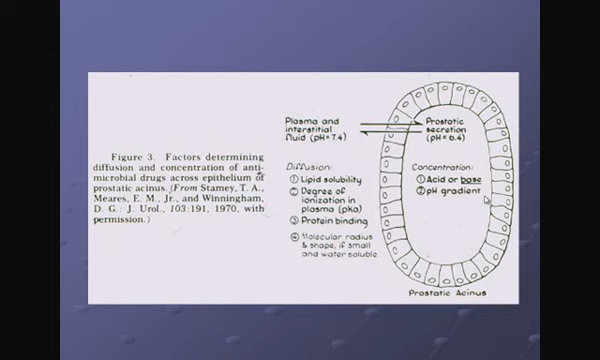 Figure 3. Factors determining
diffusion and concentration of anti-
microbial drugs across epithelium of
prostatic acinus. (From Stamey, T. A.,
Meares, E. M., Jr., and Winningham,
D. G.: J. Urol., 103:191, 1970, with
permission.)
Plasma and
interstitial
fluid (pH=7.4)
Prostatic
secretion
(pH=6.4)
Diffusion:
① Lipid solubility
② Degree of
ionization in
plasma (pka)
③ Protein binding
④ Molecular radius
& shape, if small
and water soluble
Concentration:
① Acid or base
② pH gradient
Prostatic Acinus